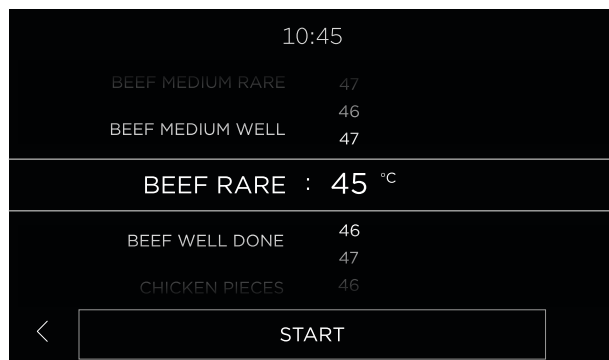 10:45
BEEF MEDIUM RARE 47
46
BEEF MEDIUM WELL
47
BEEF RARE : 45 °C
46
BEEF WELL DONE
47
CHICKEN PIECES 46
< START